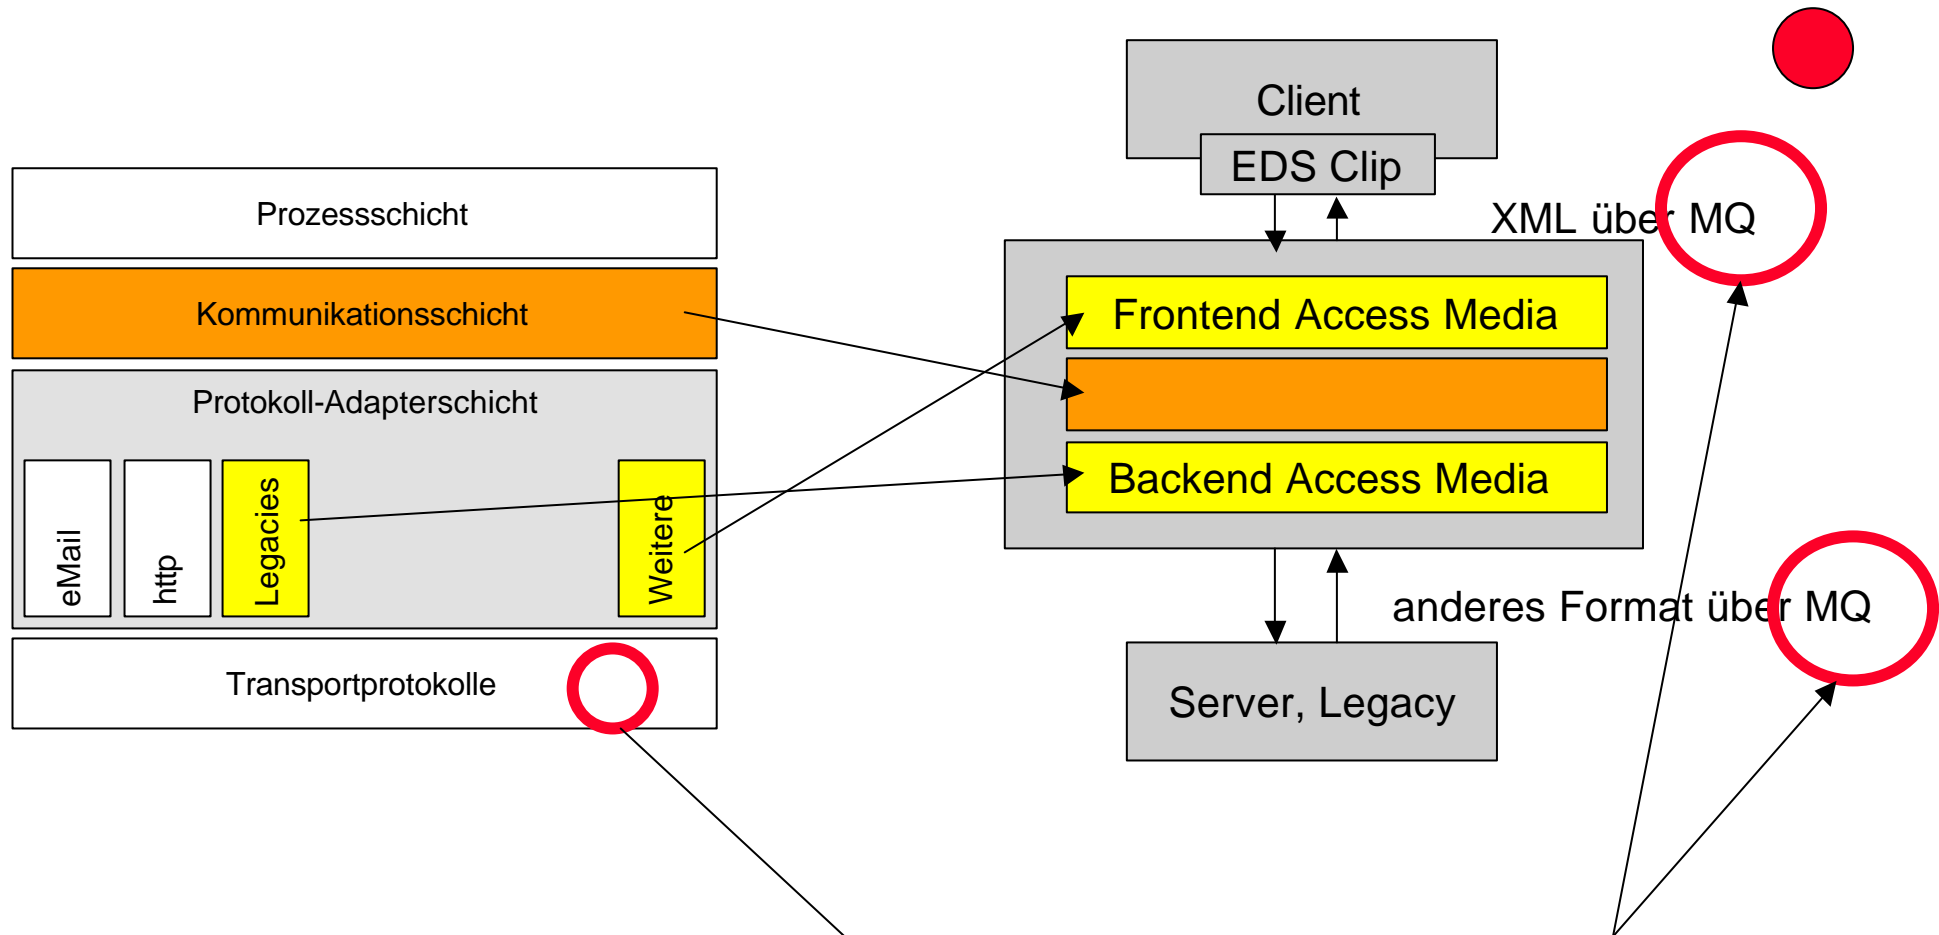 Prozessschicht
Kommunikationsschicht
Protokoll-Adapterschicht
eMail
http
Legacies
Weitere
Transportprotokolle
Client
EDS Clip
XML über MQ
Frontend Access Media
Backend Access Media
anderes Format über MQ
Server, Legacy